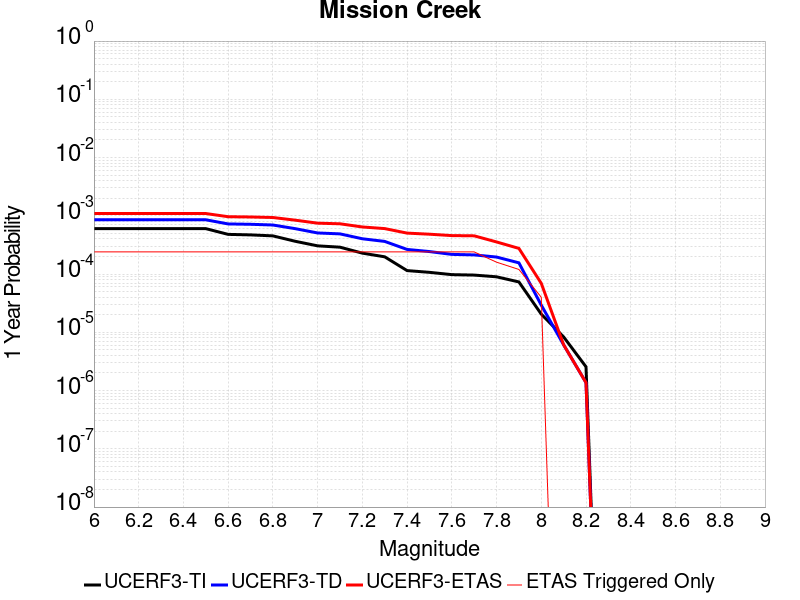 Mission Creek
10^0
10^-1
10^-2
10^-3
10^-4
10^-5
10^-6
10^-7
10^-8
1 Year Probability
6 6.2 6.4 6.6 6.8 7 7.2 7.4 7.6 7.8 8 8.2 8.4 8.6 8.8 9
Magnitude
UCERF3-TI UCERF3-TD UCERF3-ETAS ETAS Triggered Only